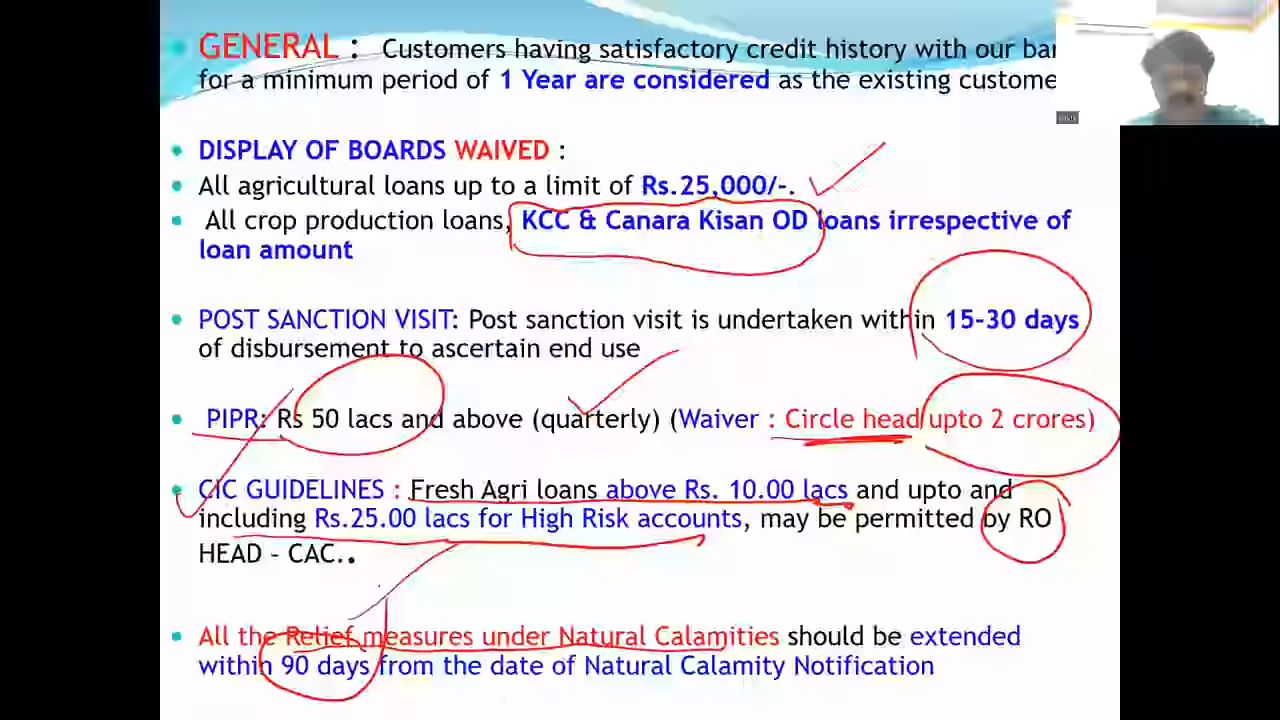 GENERAL : Customers having satisfactory credit history with our
for a minimum period of 1 Year are considered as the existing
DISPLAY OF BOARDS WAIVED :
All agricultural loans up to a limit of Rs.25,000/-.
All crop production loans, KCC & Canara Kisan OD loans irrespective of
loan amount
POST SANCTION VISIT: Post sanction visit is undertaken within 15-30 days
of disbursement to ascertain end use
PIPR: Rs 50 lacs and above (quarterly) (Waiver : Circle head upto 2 crores)
CIC GUIDELINES : Fresh Agri loans above Rs. 10.00 lacs and upto and
including Rs.25.00 lacs for High Risk accounts, may be permitted by RO
HEAD - CAC..
All the Relief measures under Natural Calamities should be extended
within 90 days from the date of Natural Calamity Notification